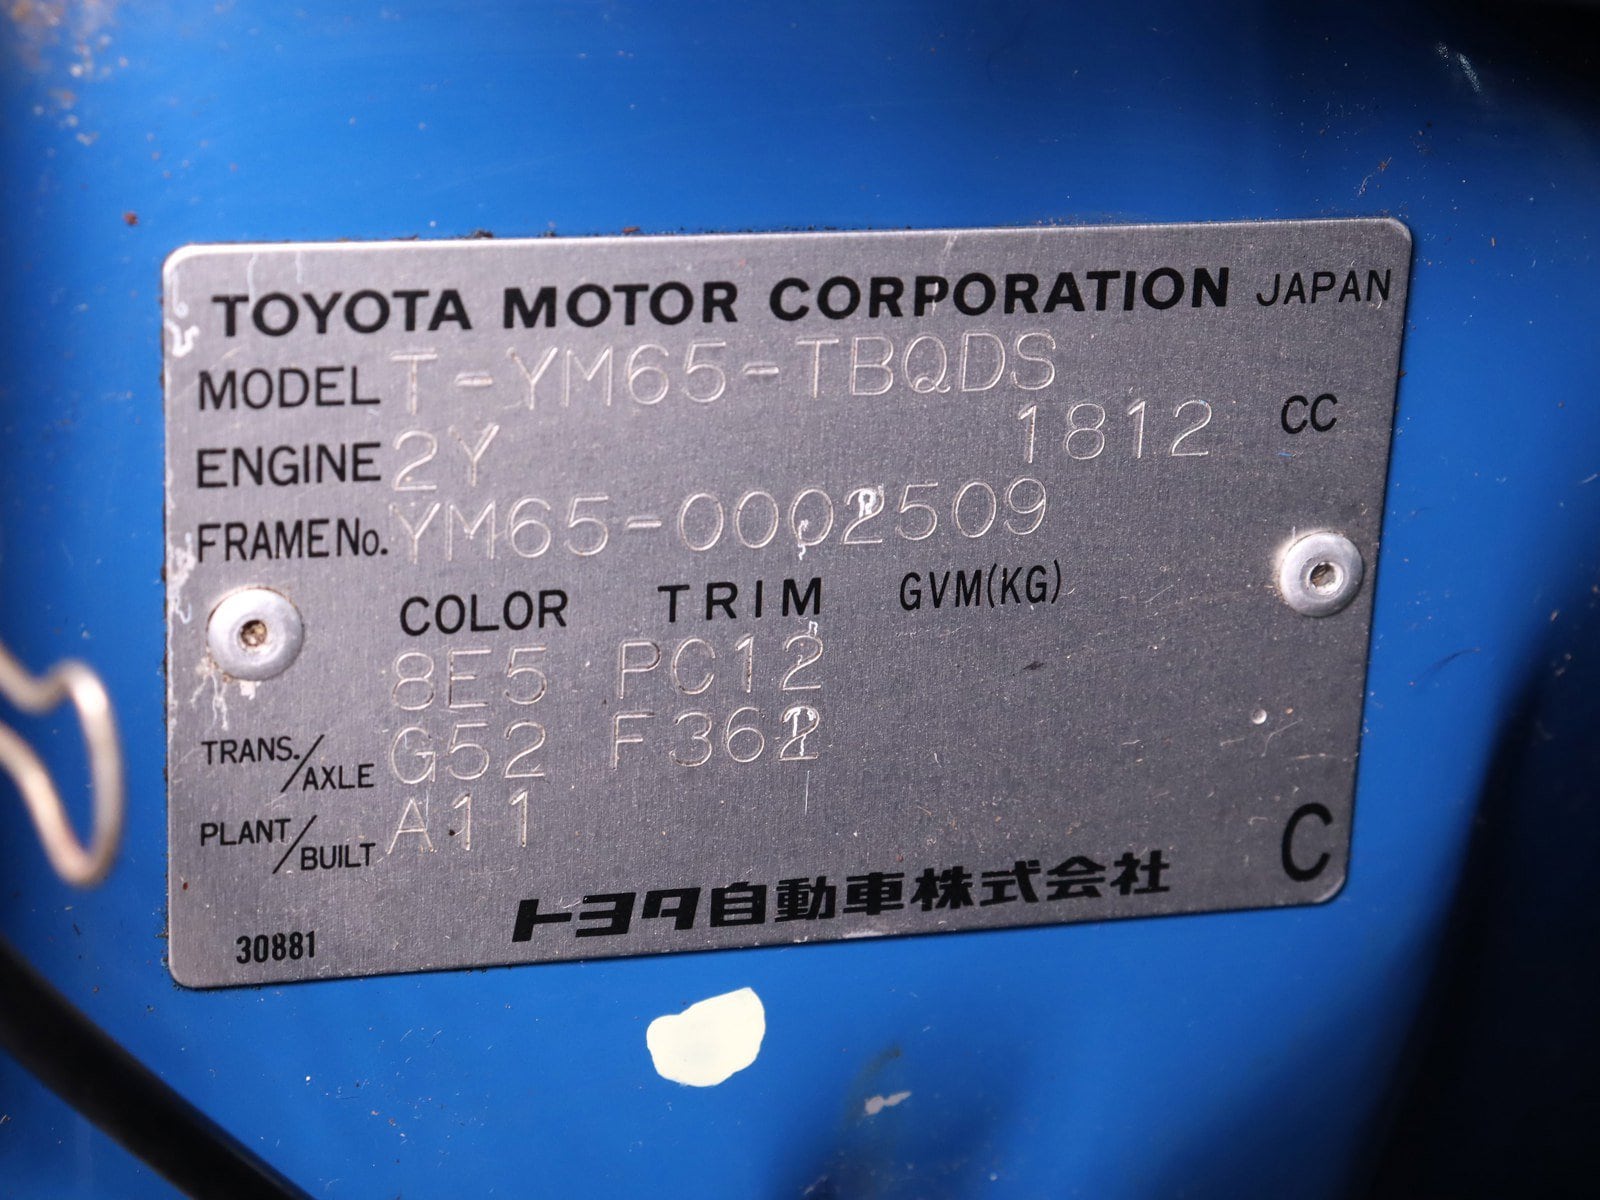 TOYOTA MOTOR CORPORATION JAPAN
MODEL T-YM65-TBQDS
ENGINE 2Y 1812 CC
FRAME No. YM65-0002509
COLOR TRIM GVM(KG)
8E5 PC12
TRANS./AXLE G52 F362
PLANT/BUILT A11
C
トヨタ自動車株式会社
30881